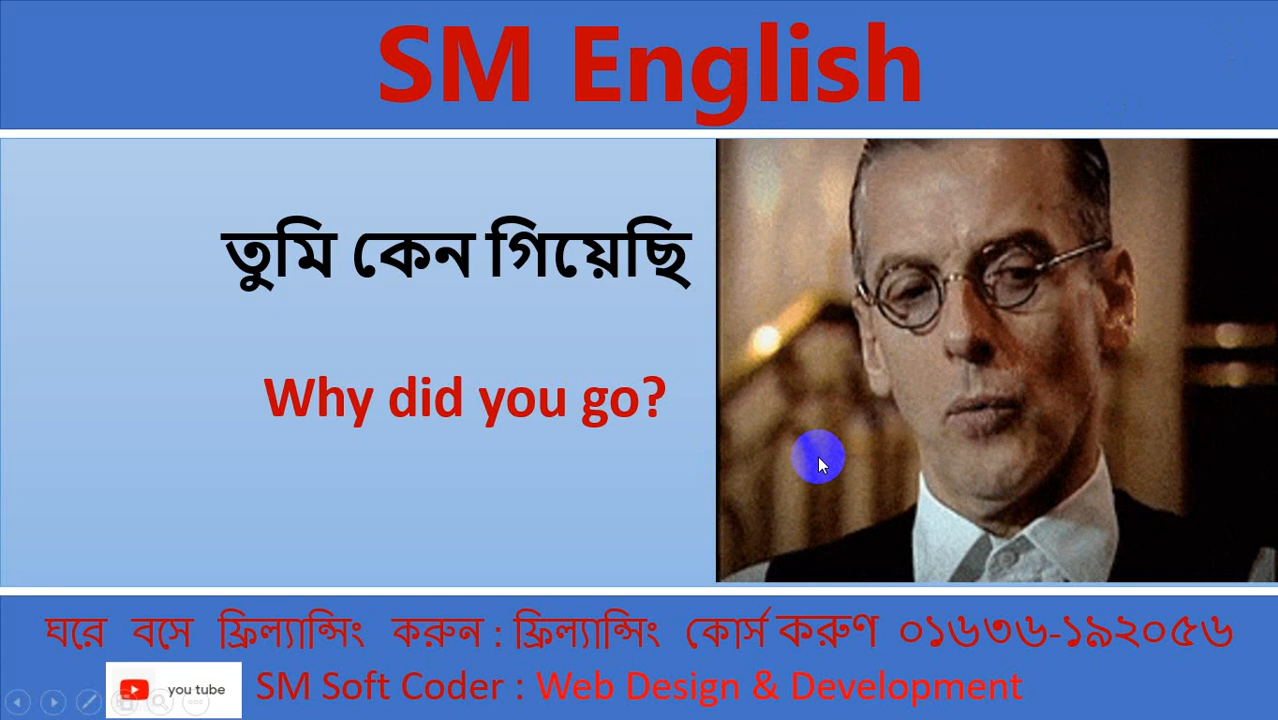 SM English
তুমি কেন গিয়েছি
Why did you go?
ঘরে বসে ফ্রিল্যান্সিং করুন : ফ্রিল্যান্সিং কোর্স করুণ ০১৬৩৬-১৯২০৫৬
you tube
SM Soft Coder : Web Design & Development